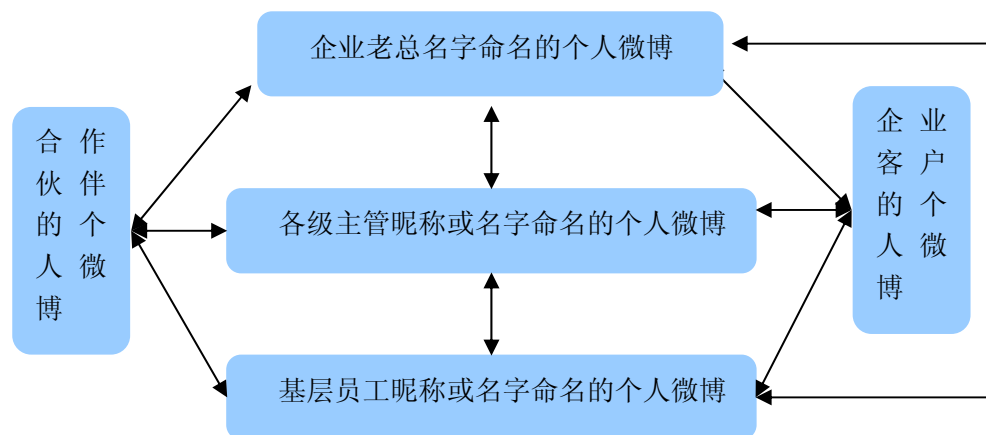 企业老总名字命名的个人微博
合作
伙伴
的个
人微
博
企业
客户
的个
人微
博
各级主管昵称或名字命名的个人微博
基层员工昵称或名字命名的个人微博